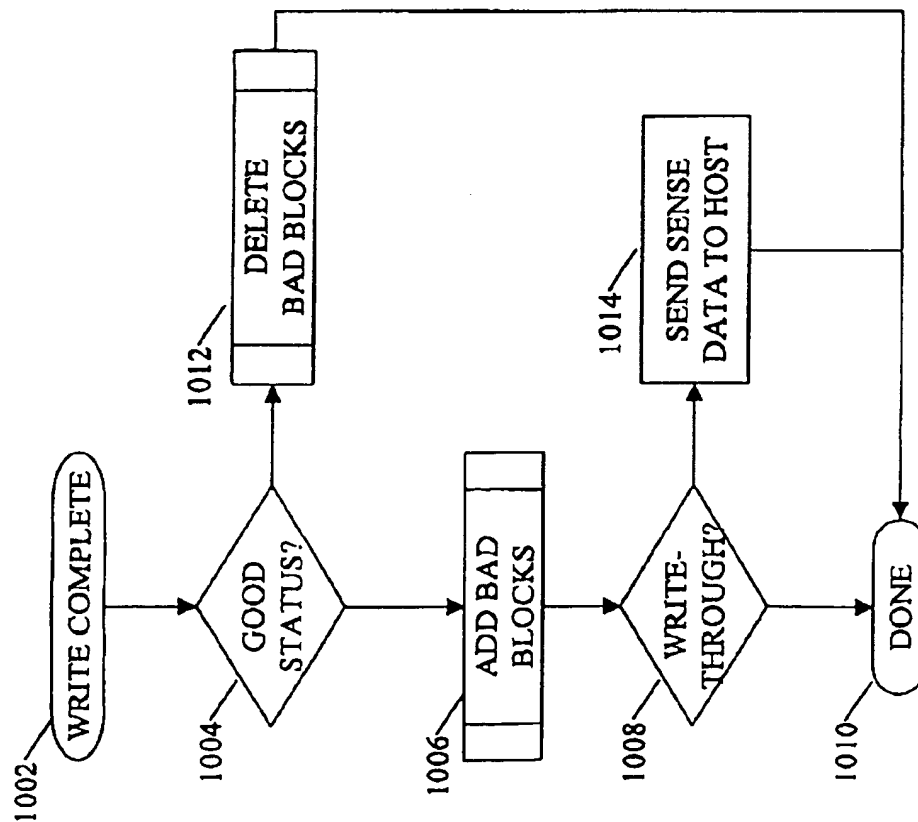 1002
WRITE COMPLETE
1004
GOOD
STATUS?
1012
DELETE
BAD BLOCKS
1006
ADD BAD
BLOCKS
1008
WRITE-
THROUGH?
1014
SEND SENSE
DATA TO HOST
1010
DONE